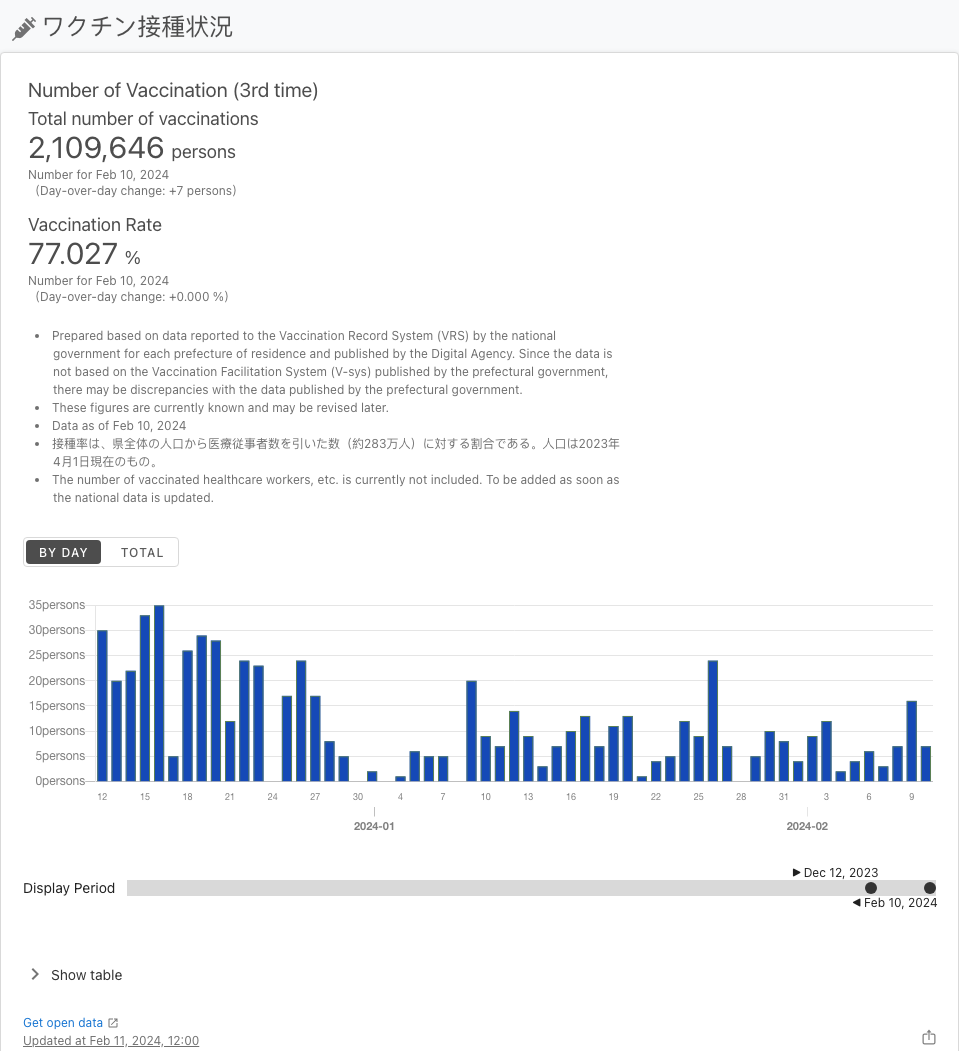 ワクチン接種状況
Number of Vaccination (3rd time)
Total number of vaccinations
2,109,646 persons
Number for Feb 10, 2024
(Day-over-day change: +7 persons)
Vaccination Rate
77.027 %
Number for Feb 10, 2024
(Day-over-day change: +0.000 %)
• Prepared based on data reported to the Vaccination Record System (VRS) by the national
government for each prefecture of residence and published by the Digital Agency. Since the data is
not based on the Vaccination Facilitation System (V-sys) published by the prefectural government,
there may be discrepancies with the data published by the prefectural government.
• These figures are currently known and may be revised later.
• Data as of Feb 10, 2024
• 接種率は、県全体の人口から医療従事者数を引いた数（約283万人）に対する割合である。人口は2023年
4月1日現在のもの。
• The number of vaccinated healthcare workers, etc. is currently not included. To be added as soon as
the national data is updated.
BY DAY TOTAL
35persons
30persons
25persons
20persons
15persons
10persons
5persons
0persons
12 15 18 21 24 27 30 4 7 10 13 16 19 22 25 28 31 3 6 9
2024-01 2024-02
Dec 12, 2023
Display Period
Feb 10, 2024
Show table
Get open data
Updated at Feb 11, 2024, 12:00